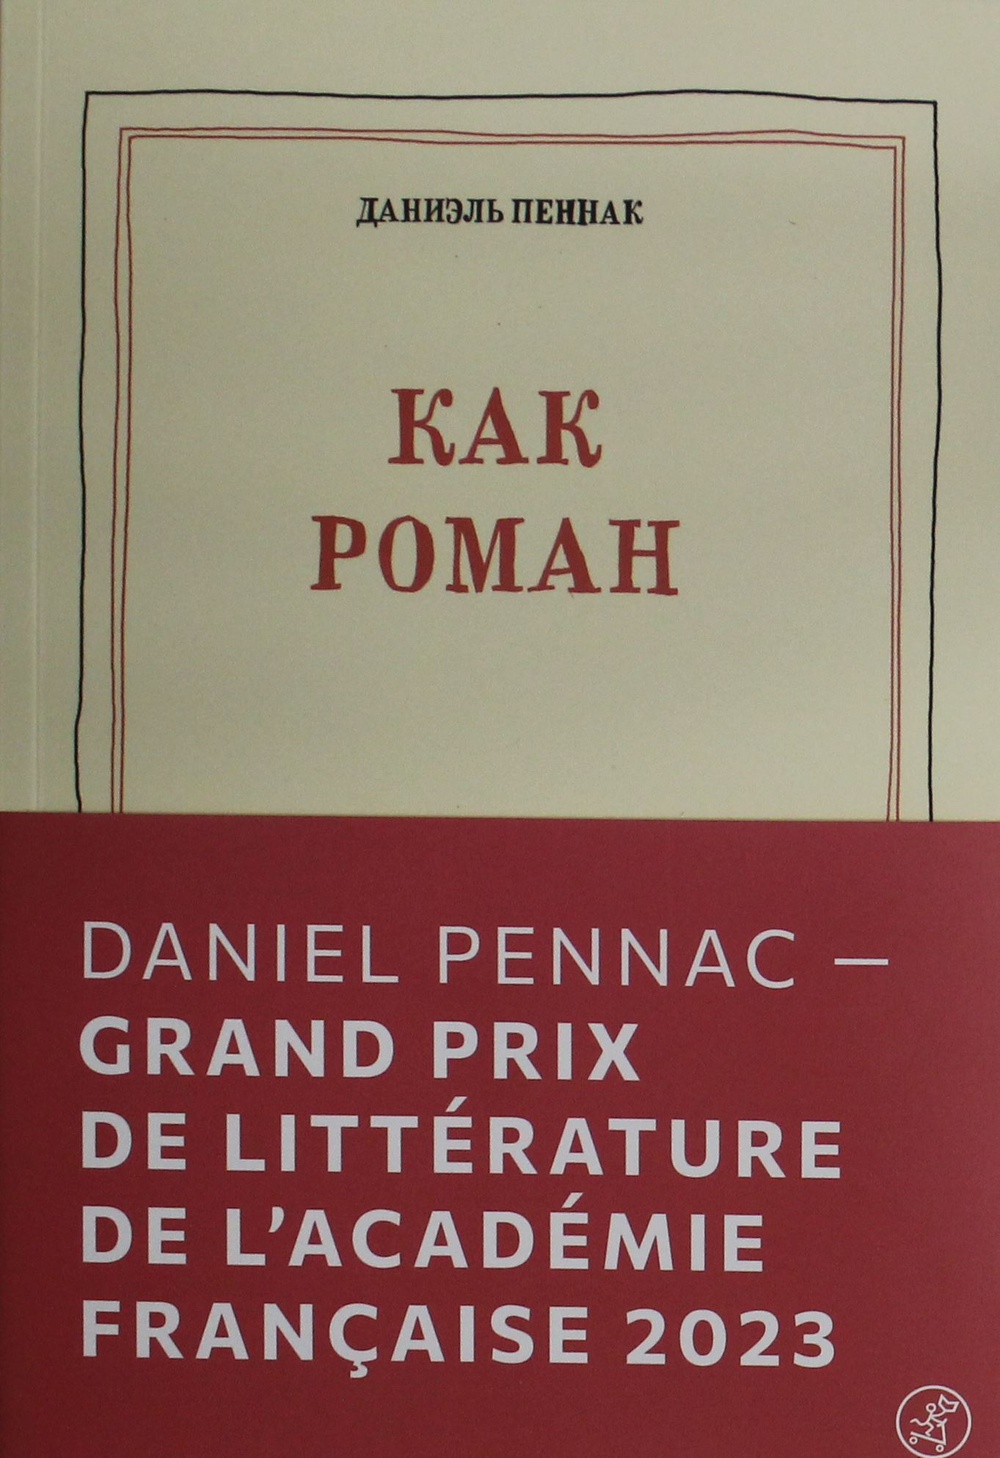 ДАНИЭЛЬ ПЕННАК
КАК
РОМАН
DANIEL PENNAC —
GRAND PRIX
DE LITTÉRATURE
DE L’ACADÉMIE
FRANÇAISE 2023